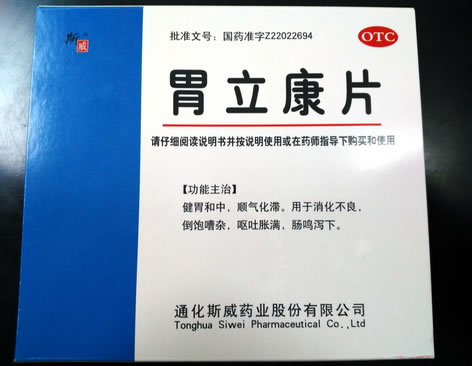 斯威
批准文号：国药准字Z22022694
OTC
胃立康片
请仔细阅读说明书并按说明使用或在药师指导下购买和使用
【功能主治】
健胃和中，顺气化滞。用于消化不良，
倒饱嘈杂，呕吐胀满，肠鸣泻下。
通化斯威药业股份有限公司
Tonghua Siwei Pharmaceutical Co.,Ltd